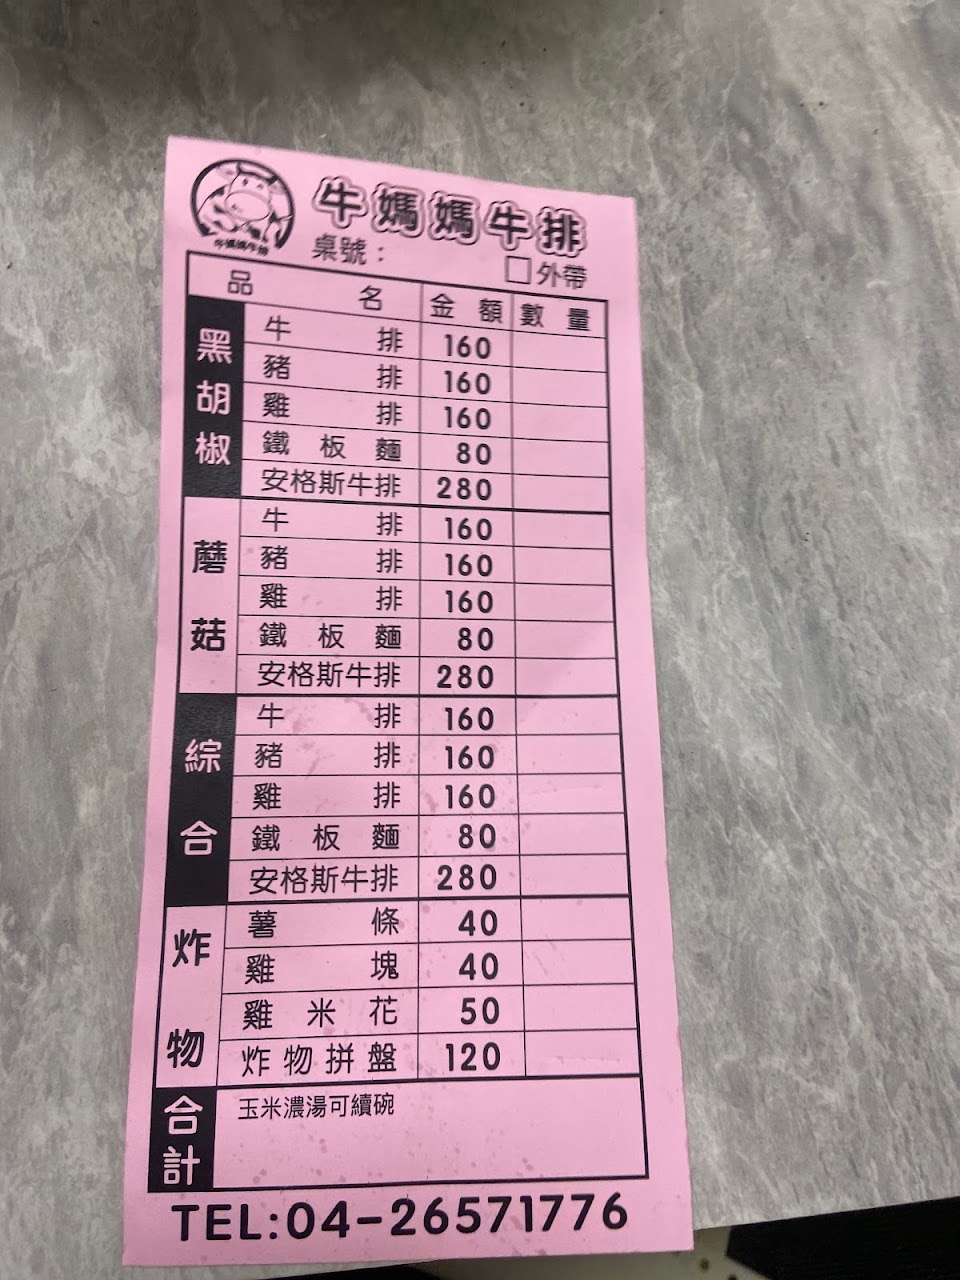 牛媽媽牛排
牛媽媽牛排
桌號： □外帶
品名 金額 數量
黑胡椒
牛排 160
豬排 160
雞排 160
鐵板麵 80
安格斯牛排 280
蘑菇
牛排 160
豬排 160
雞排 160
鐵板麵 80
安格斯牛排 280
綜合
牛排 160
豬排 160
雞排 160
鐵板麵 80
安格斯牛排 280
炸物
薯條 40
雞塊 40
雞米花 50
炸物拼盤 120
合計
玉米濃湯可續碗
TEL:04-26571776